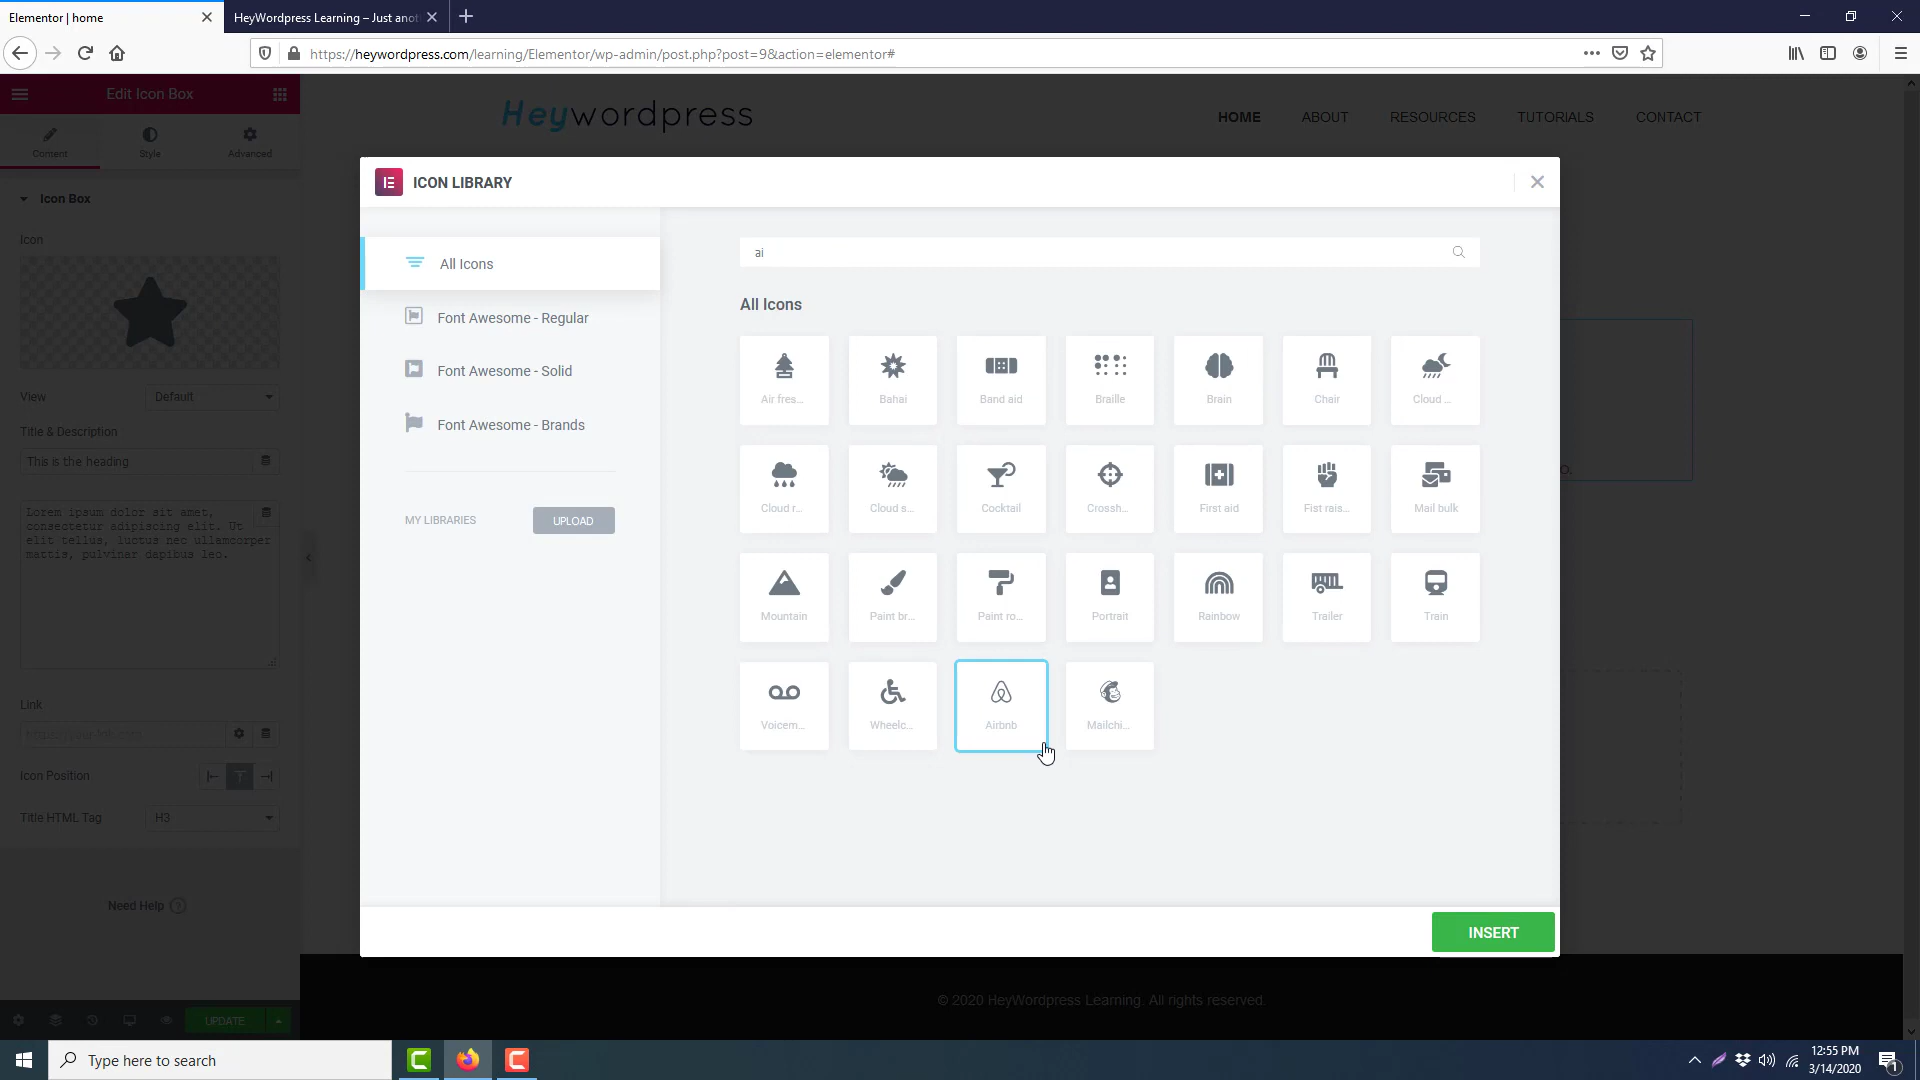 Elementor | home
HeyWordpress Learning – Just anot
https://heywordpress.com/learning/Elementor/wp-admin/post.php?post=9&action=elementor#
Edit Icon Box
Content
Style
Advanced
Icon Box
Icon
View
Default
Title & Description
This is the heading
Lorem ipsum dolor sit amet,
consectetur adipiscing elit. Ut
elit tellus, luctus nec ullamcorper
mattis, pulvinar dapibus leo.
Link
https://your-link.com
Icon Position
Title HTML Tag
H3
Need Help
UPDATE
Heywordpress
HOME
ABOUT
RESOURCES
TUTORIALS
CONTACT
ICON LIBRARY
All Icons
Font Awesome - Regular
Font Awesome - Solid
Font Awesome - Brands
MY LIBRARIES
UPLOAD
ai
All Icons
Air fres...
Bahai
Band aid
Braille
Brain
Chair
Cloud ...
Cloud r...
Cloud s...
Cocktail
Crossh...
First aid
Fist rais...
Mail bulk
Mountain
Paint br...
Paint ro...
Portrait
Rainbow
Trailer
Train
Voicem...
Wheelc...
Airbnb
Mailchi...
INSERT
© 2020 HeyWordpress Learning. All rights reserved.
Type here to search
12:55 PM
3/14/2020
1